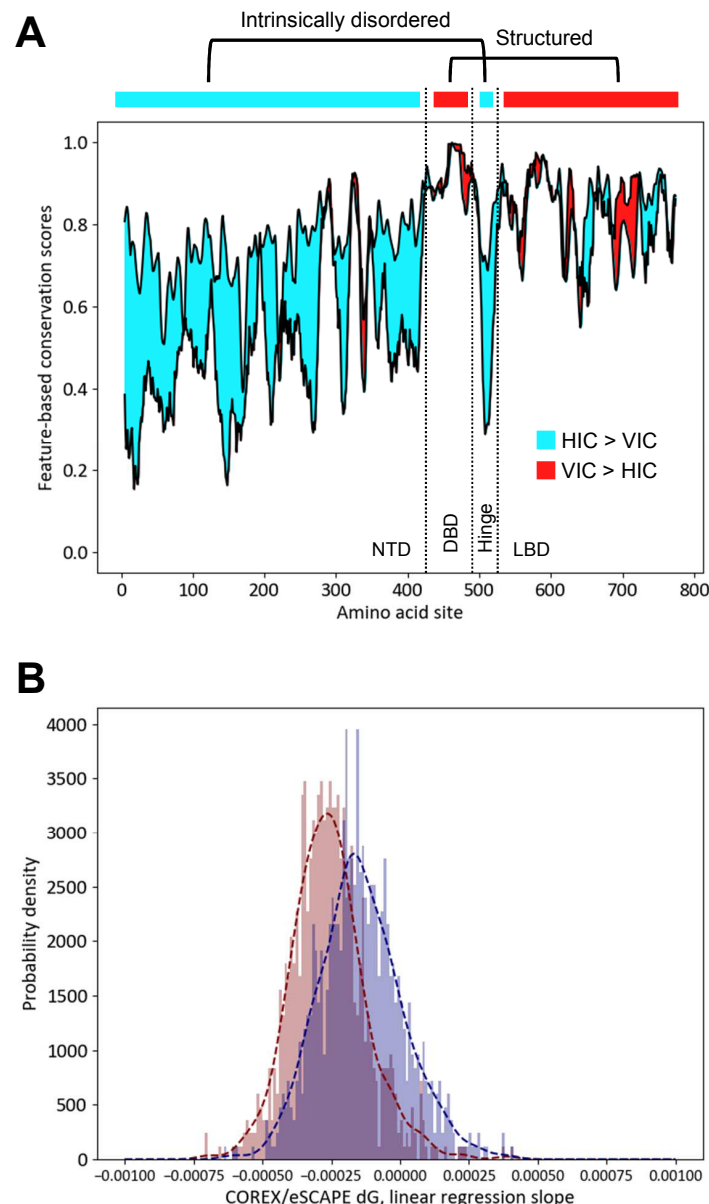 A
Intrinsically disordered
Structured
1.0
0.8
0.6
0.4
0.2
0.0
Feature-based conservation scores
HIC > VIC
VIC > HIC
NTD
DBD
Hinge
LBD
0 100 200 300 400 500 600 700 800
Amino acid site
B
4000
3500
3000
2500
2000
1500
1000
500
0
Probability density
−0.00100 −0.00075 −0.00050 −0.00025 0.00000 0.00025 0.00050 0.00075 0.00100
COREX/eSCAPE dG, linear regression slope